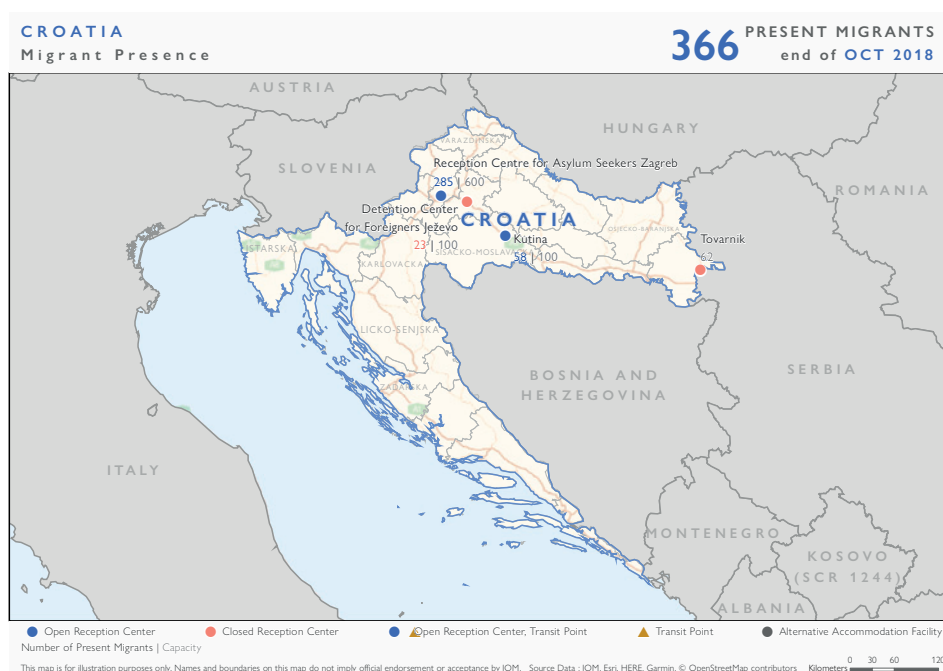 CROATIA
Migrant Presence
366 PRESENT MIGRANTS
end of OCT 2018
AUSTRIA
HUNGARY
VARAZDINSKA
Reception Centre for Asylum Seekers Zagreb
SLOVENIA
285 | 600
ROMANIA
Detention Center
for Foreigners Ježevo
23 | 100
CROATIA
OSJECKO-BARANJSKA
Kutina
58 | 100
Tovarnik
62
ISTARSKA
SISACKO-MOSLAVACKA
KARLOVACKA
LICKO-SENJSKA
SERBIA
BOSNIA AND
HERZEGOVINA
ZADARSKA
ITALY
MONTENEGRO
KOSOVO
(SCR 1244)
ALBANIA
Open Reception Center
Closed Reception Center
Open Reception Center, Transit Point
Transit Point
Alternative Accommodation Facility
Number of Present Migrants | Capacity
0 30 60 120
Kilometers
This map is for illustration purposes only. Names and boundaries on this map do not imply official endorsement or acceptance by IOM. Source Data : IOM, Esri, HERE, Garmin, © OpenStreetMap contributors